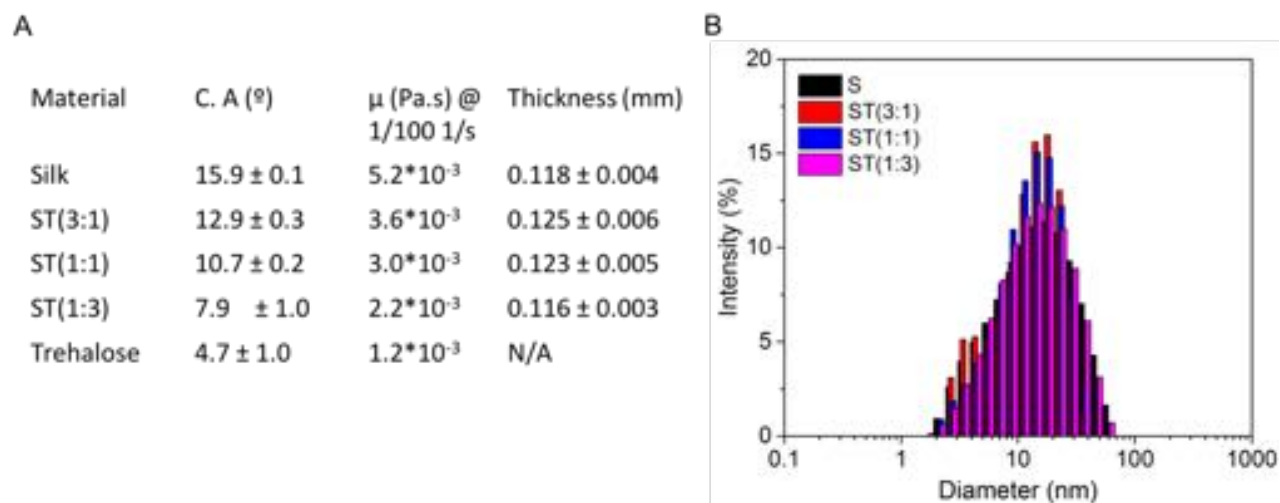 A
Material C. A (º) μ (Pa.s) @ 1/100 1/s Thickness (mm)
Silk 15.9 ± 0.1 5.2*10⁻³ 0.118 ± 0.004
ST(3:1) 12.9 ± 0.3 3.6*10⁻³ 0.125 ± 0.006
ST(1:1) 10.7 ± 0.2 3.0*10⁻³ 0.123 ± 0.005
ST(1:3) 7.9 ± 1.0 2.2*10⁻³ 0.116 ± 0.003
Trehalose 4.7 ± 1.0 1.2*10⁻³ N/A
B
20
15
10
5
0
Intensity (%)
S
ST(3:1)
ST(1:1)
ST(1:3)
0.1 1 10 100 1000
Diameter (nm)